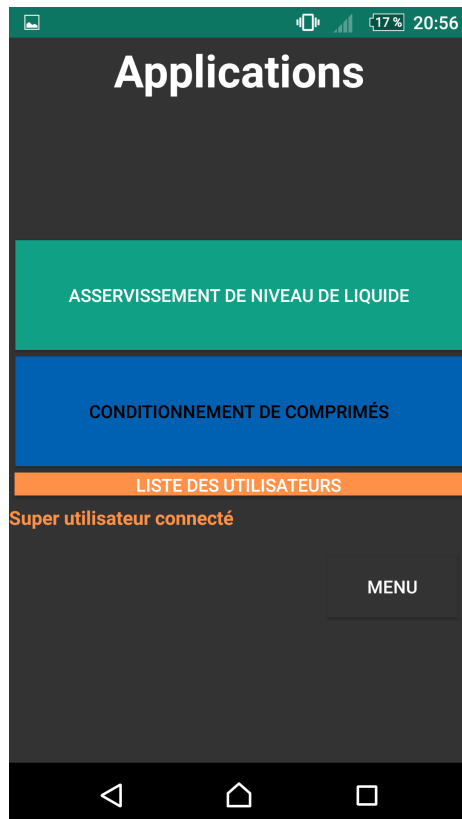 17 % 20:56
Applications
ASSERVISSEMENT DE NIVEAU DE LIQUIDE
CONDITIONNEMENT DE COMPRIMÉS
LISTE DES UTILISATEURS
Super utilisateur connecté
MENU